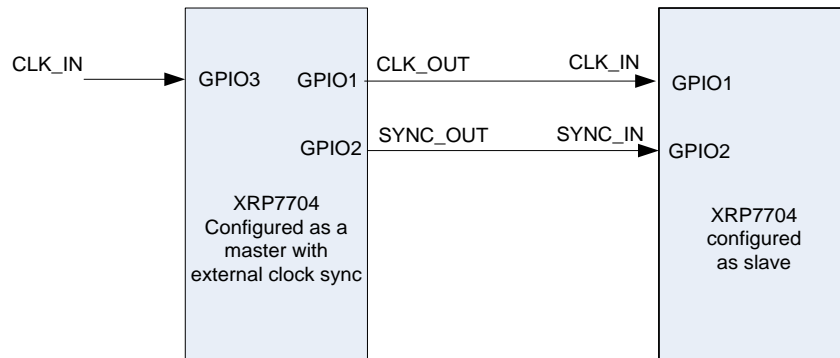 CLK_IN
GPIO3
GPIO1
CLK_OUT
CLK_IN
GPIO1
GPIO2
SYNC_OUT
SYNC_IN
GPIO2
XRP7704
Configured as a
master with
external clock sync
XRP7704
configured
as slave